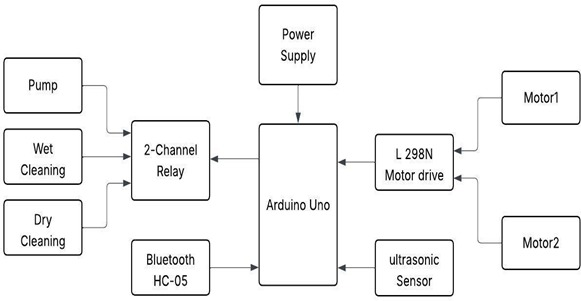 Power
Supply
Pump
Motor1
Wet
Cleaning
2-Channel
Relay
Arduino Uno
L 298N
Motor drive
Dry
Cleaning
Bluetooth
HC-05
ultrasonic
Sensor
Motor2